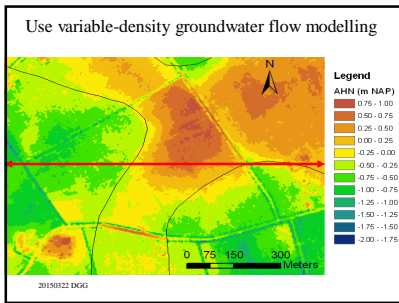 Use variable-density groundwater flow modelling
N
Legend
AHN (m NAP)
0.75 - 1.00
0.50 - 0.75
0.25 - 0.50
0.00 - 0.25
-0.25 - 0.00
-0.50 - -0.25
-0.75 - -0.50
-1.00 - -0.75
-1.25 - -1.00
-1.50 - -1.25
-1.75 - -1.50
-2.00 - -1.75
0 75 150 300
Meters
20150322 DGG